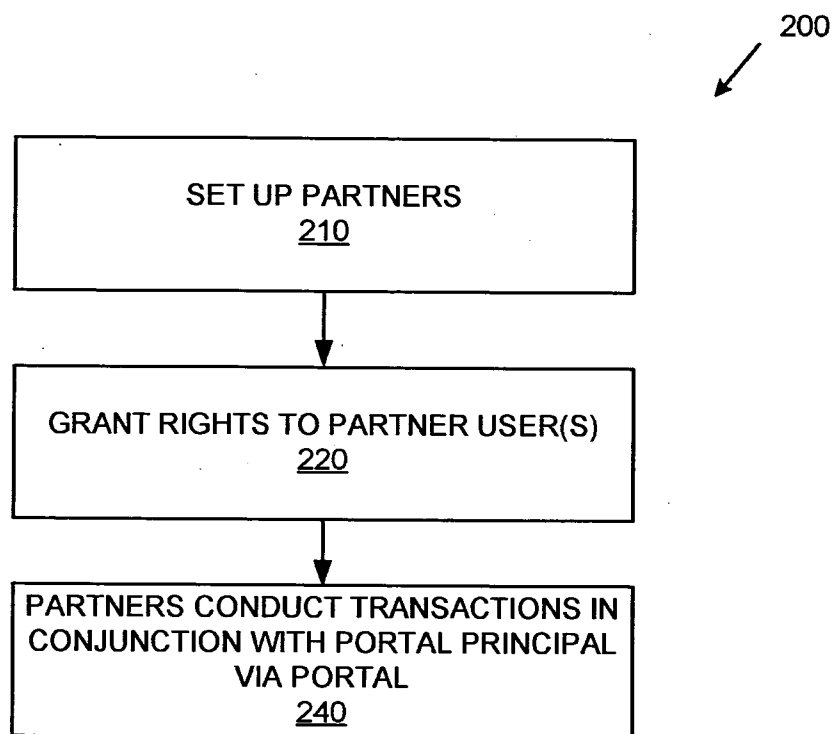 200
SET UP PARTNERS
210
GRANT RIGHTS TO PARTNER USER(S)
220
PARTNERS CONDUCT TRANSACTIONS IN
CONJUNCTION WITH PORTAL PRINCIPAL
VIA PORTAL
240